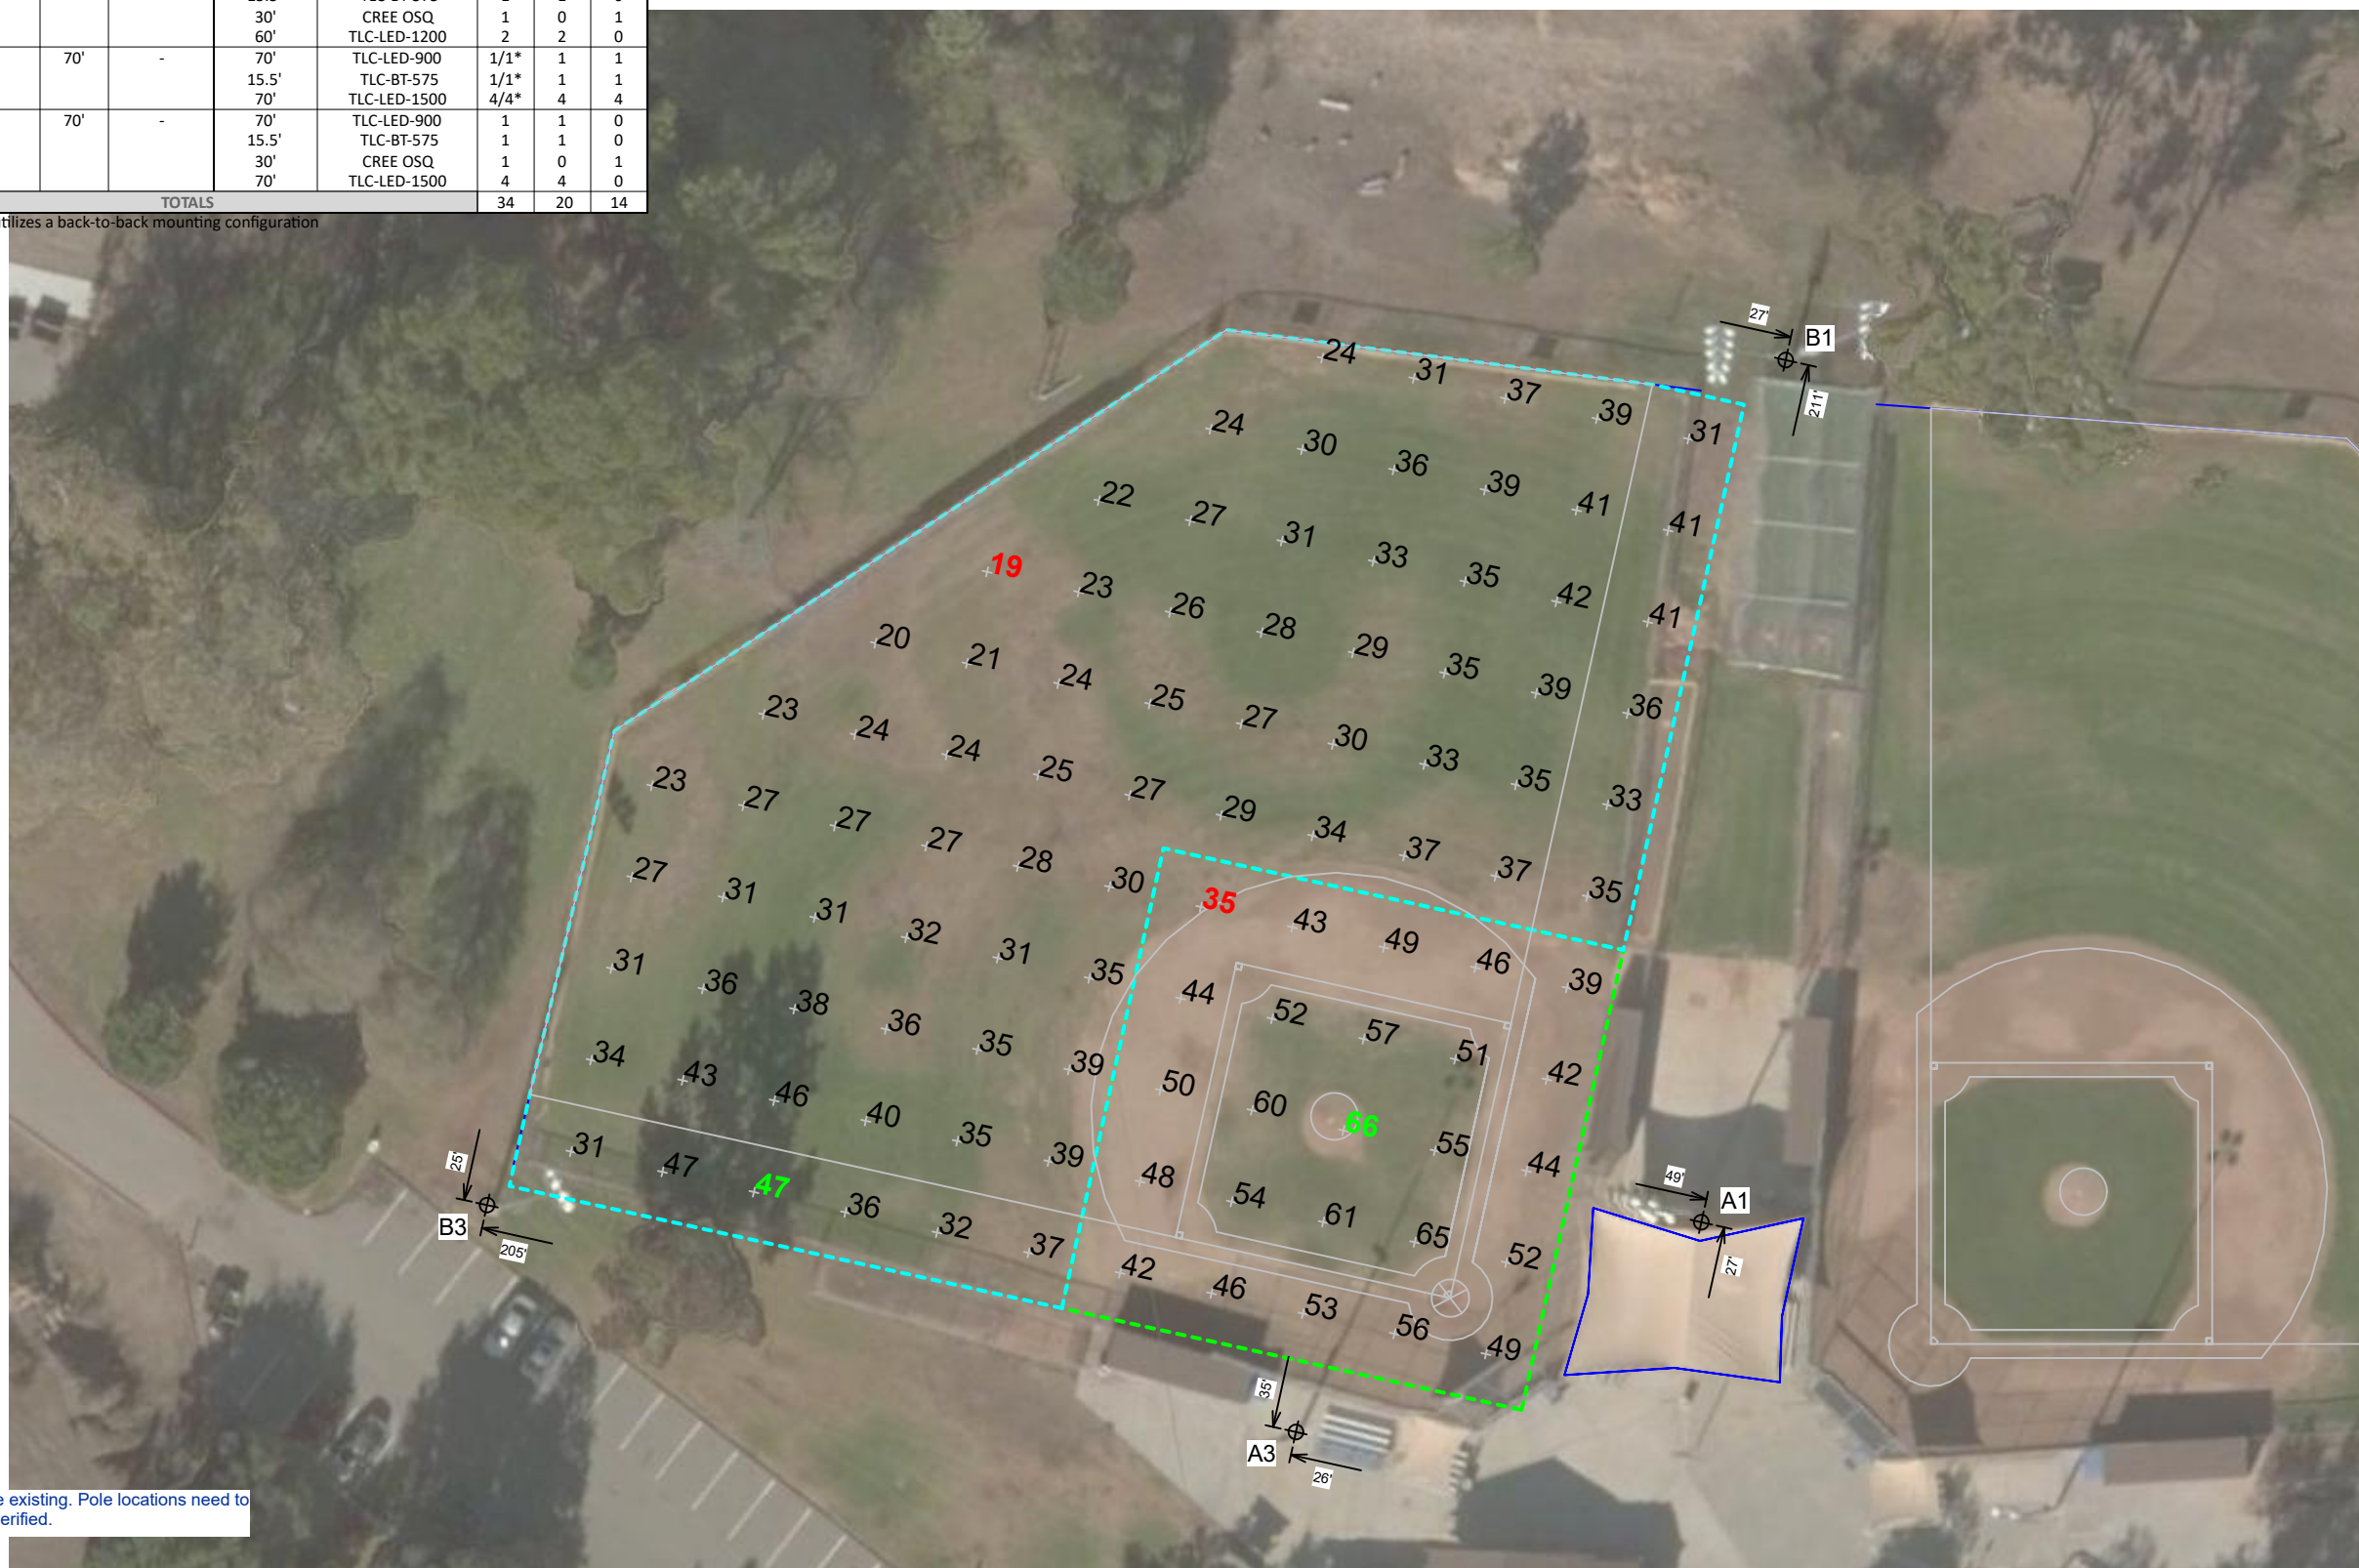 30' CREE OSQ 1 0 1
60' TLC-LED-1200 2 2 0
70' - 70' TLC-LED-900 1/1* 1 1
15.5' TLC-BT-575 1/1* 1 1
70' TLC-LED-1500 4/4* 4 4
70' - 70' TLC-LED-900 1 1 0
15.5' TLC-BT-575 1 1 0
30' CREE OSQ 1 0 1
70' TLC-LED-1500 4 4 0
TOTALS 34 20 14
tilizes a back-to-back mounting configuration
27'
B1
211'
24 31 37 39 31
24 30 36 39 41 41
22 27 31 33 35 42 41
19 23 26 28 29 35 39 36
20 21 24 25 27 30 33 35 33
23 24 24 25 27 29 34 37 37 35
23 27 27 27 28 30 35 43 49 46 39
27 31 31 32 31 35 44 52 57 51 42
31 36 38 36 35 39 50 60 66 55 44
34 43 46 40 35 39 48 54 61 65 52
31 47 47 36 32 37 42 46 53 56 49
25'
B3
205'
49'
A1
27'
35'
A3
26'
existing. Pole locations need to
erified.